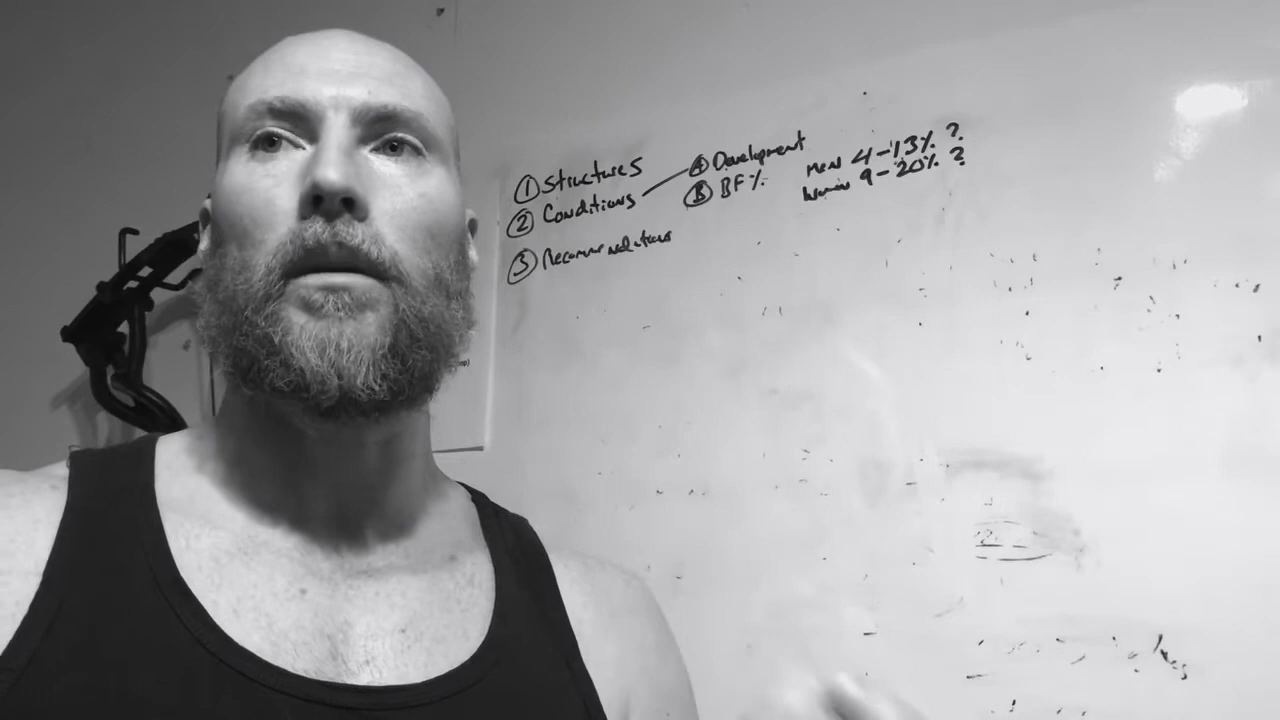 ① Structures
② Conditions
Ⓐ Development
Ⓑ BF%
Men 4-13% ?
Women 9-20% ?
③ Recommendations